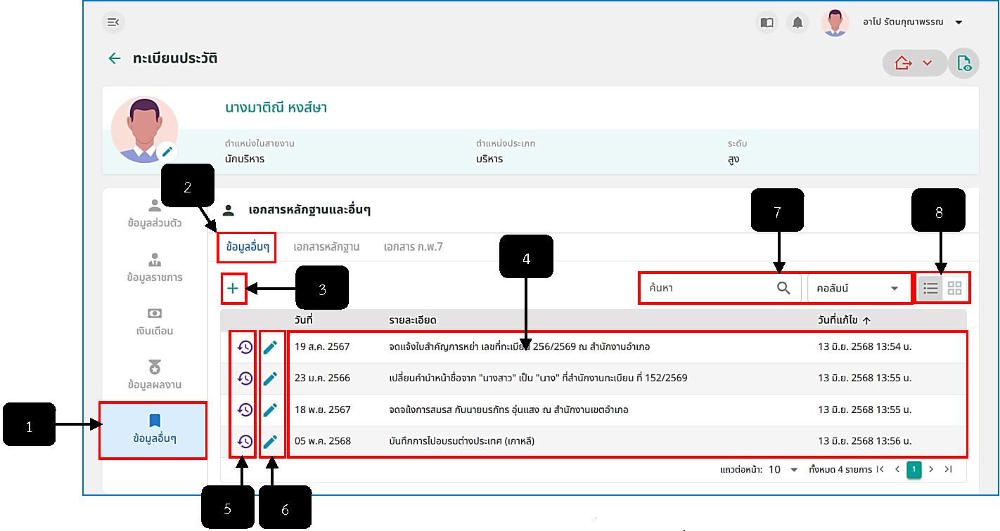 อาโป รัตนกุณาพรรณ
ทะเบียนประวัติ
นางมาติณี หงส์ษา
ตำแหน่งในสายงาน ตำแหน่งประเภท ระดับ
นักบริหาร บริหาร สูง
2
7
8
ข้อมูลส่วนตัว
เอกสารหลักฐานและอื่นๆ
ข้อมูลอื่นๆ เอกสารหลักฐาน เอกสาร ก.พ.7
4
ข้อมูลราชการ
3
ค้นหา คอลัมน์
วันที่ รายละเอียด วันที่แก้ไข
เงินเดือน
19 ส.ค. 2567 จดแจ้งใบสำคัญการหย่า เลขที่ทะเบียน 256/2569 ณ สำนักงานอำเภอ 13 มิ.ย. 2568 13:54 น.
23 ม.ค. 2566 เปลี่ยนคำนำหน้าชื่อจาก "นางสาว" เป็น "นาง" ที่สำนักงานทะเบียน ที่ 152/2569 13 มิ.ย. 2568 13:55 น.
ข้อมูลผลงาน
18 พ.ย. 2567 จดจแ้งการสมรส กับนายนรภัทร อุ่นแสง ณ สำนักงานเขตอำเภอ 13 มิ.ย. 2568 13:55 น.
1
ข้อมูลอื่นๆ
05 พ.ค. 2568 บันทึกการไปอบรมต่างประเทศ (เกาหลี) 13 มิ.ย. 2568 13:56 น.
แถวต่อหน้า: 10 ทั้งหมด 4 รายการ 1
5
6